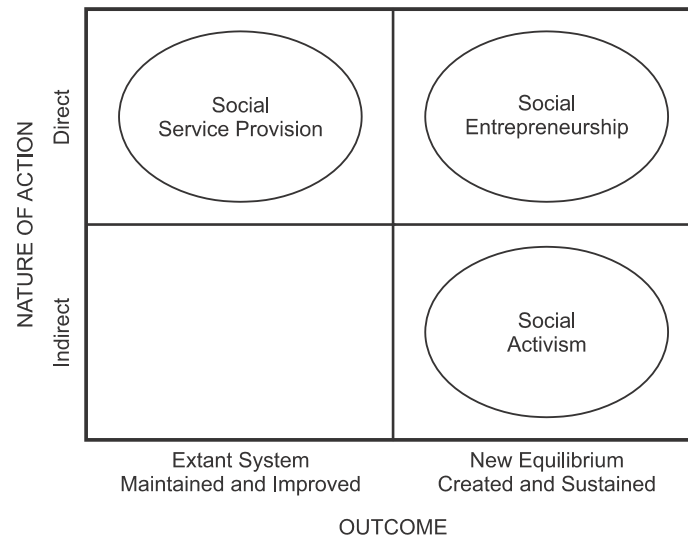 NATURE OF ACTION
Direct
Indirect
Social
Service Provision
Social
Entrepreneurship
Social
Activism
Extant System
Maintained and Improved
New Equilibrium
Created and Sustained
OUTCOME